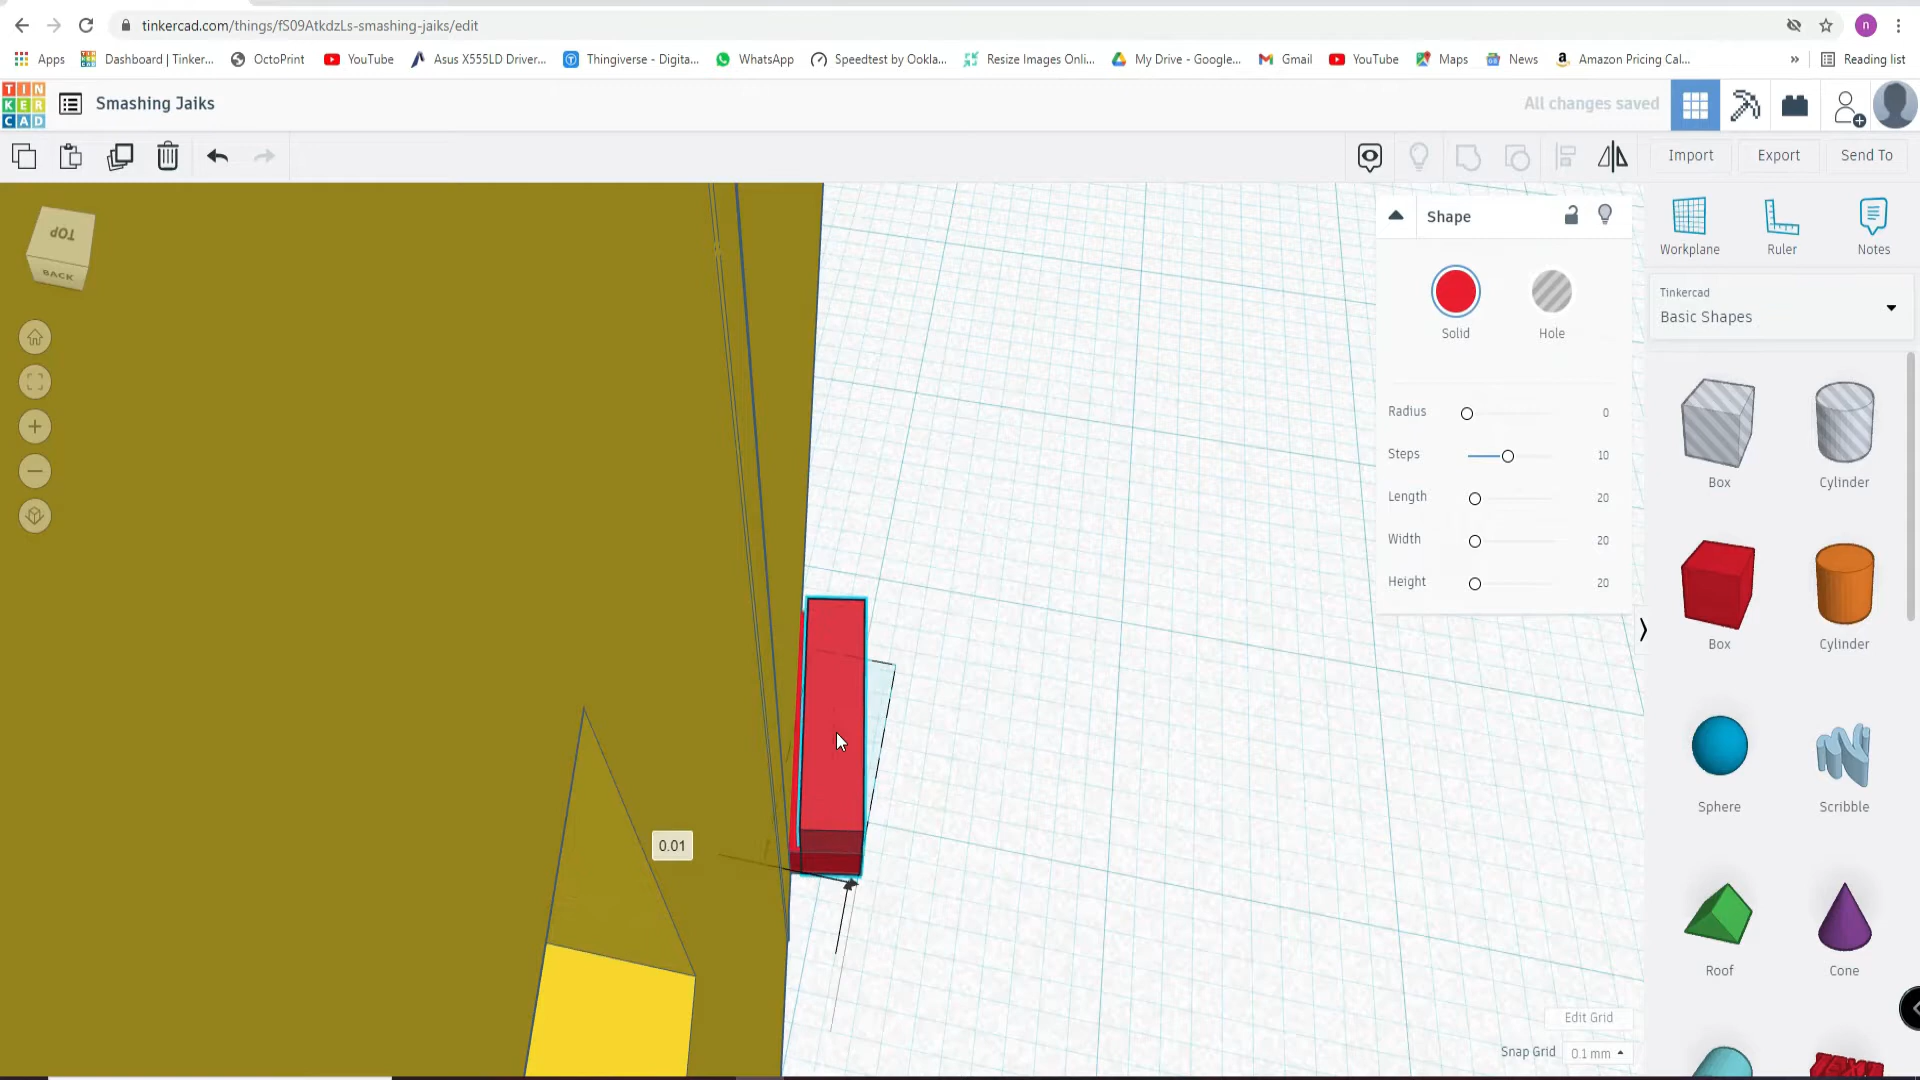 tinkercad.com/things/fS09AtkdzLs-smashing-jaiks/edit
n
Apps
Dashboard | Tinker...
OctoPrint
YouTube
Asus X555LD Driver...
Thingiverse - Digita...
WhatsApp
Speedtest by Ookla...
Resize Images Onli...
My Drive - Google...
Gmail
YouTube
Maps
News
Amazon Pricing Cal...
»
Reading list
TIN
KER
CAD
Smashing Jaiks
All changes saved
Import
Export
Send To
TOP
BACK
Shape
Solid
Hole
Radius 0
Steps 10
Length 20
Width 20
Height 20
Workplane
Ruler
Notes
Tinkercad
Basic Shapes
Box
Cylinder
Box
Cylinder
Sphere
Scribble
Roof
Cone
0.01
Edit Grid
Snap Grid 0.1 mm